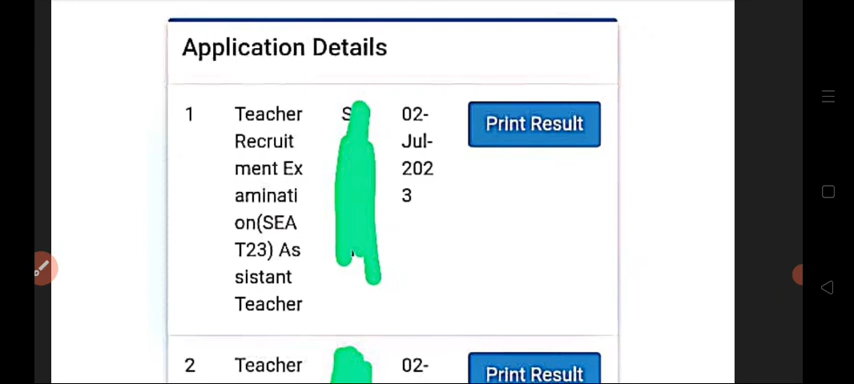 Application Details
1 Teacher 02- Print Result
Recruit Jul-
ment Ex 202
aminati 3
on(SEA
T23) As
sistant
Teacher
2 Teacher 02- Print Result